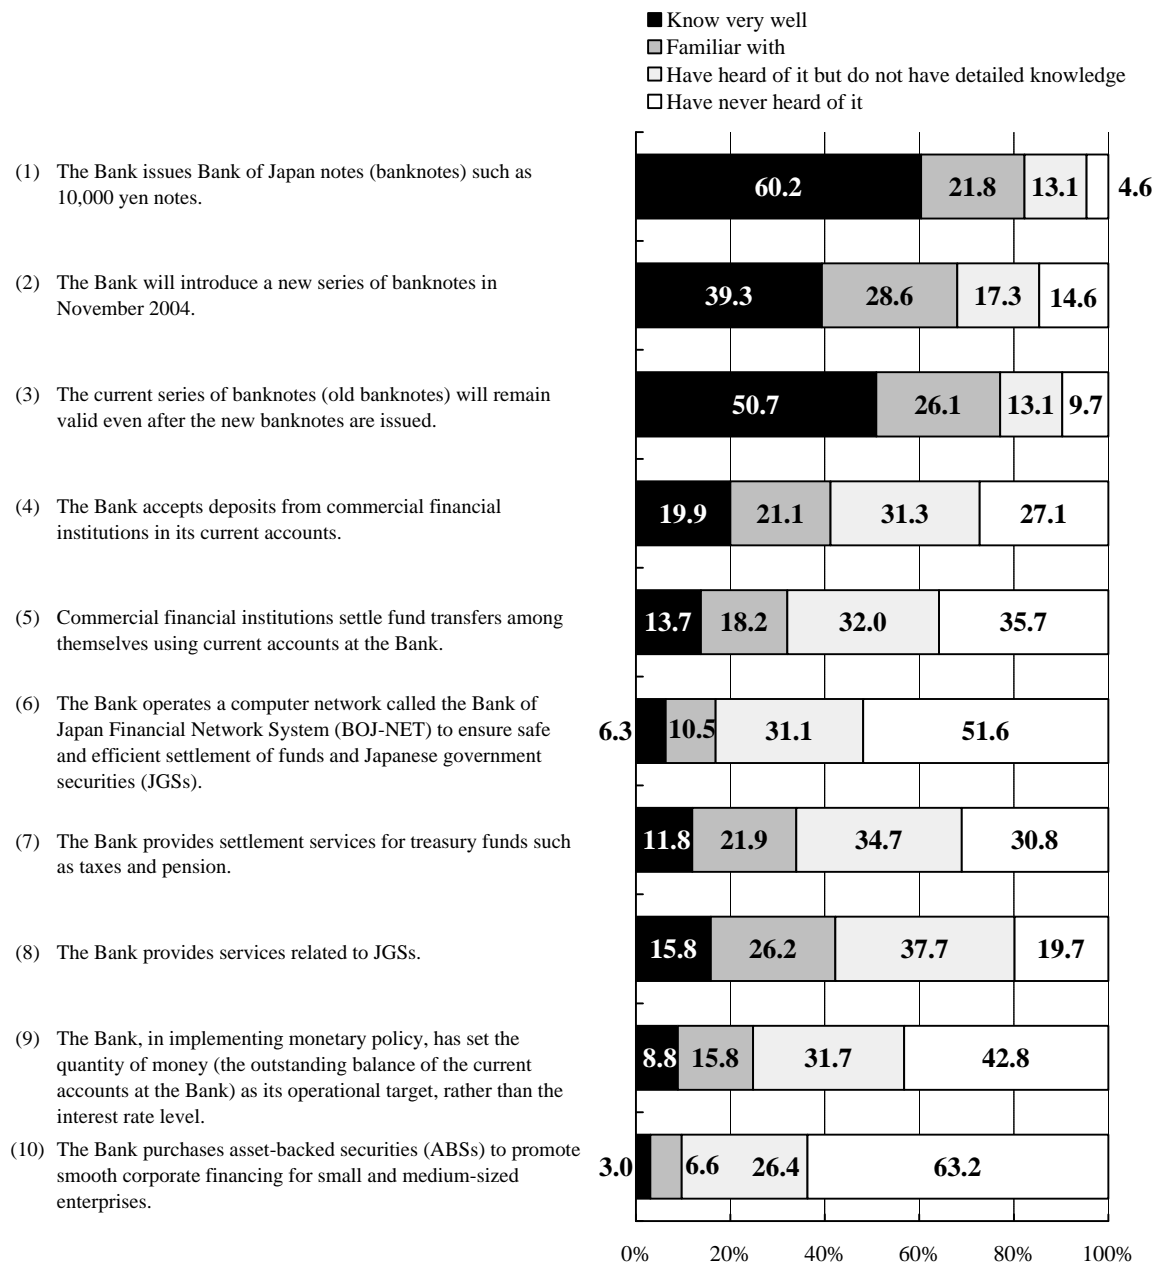 Know very well
Familiar with
Have heard of it but do not have detailed knowledge
Have never heard of it
(1) The Bank issues Bank of Japan notes (banknotes) such as
10,000 yen notes.
60.2 21.8 13.1 4.6
(2) The Bank will introduce a new series of banknotes in
November 2004.
39.3 28.6 17.3 14.6
(3) The current series of banknotes (old banknotes) will remain
valid even after the new banknotes are issued.
50.7 26.1 13.1 9.7
(4) The Bank accepts deposits from commercial financial
institutions in its current accounts.
19.9 21.1 31.3 27.1
(5) Commercial financial institutions settle fund transfers among
themselves using current accounts at the Bank.
13.7 18.2 32.0 35.7
(6) The Bank operates a computer network called the Bank of
Japan Financial Network System (BOJ-NET) to ensure safe
and efficient settlement of funds and Japanese government
securities (JGSs).
6.3 10.5 31.1 51.6
(7) The Bank provides settlement services for treasury funds such
as taxes and pension.
11.8 21.9 34.7 30.8
(8) The Bank provides services related to JGSs.
15.8 26.2 37.7 19.7
(9) The Bank, in implementing monetary policy, has set the
quantity of money (the outstanding balance of the current
accounts at the Bank) as its operational target, rather than the
interest rate level.
8.8 15.8 31.7 42.8
(10) The Bank purchases asset-backed securities (ABSs) to promote
smooth corporate financing for small and medium-sized
enterprises.
3.0 6.6 26.4 63.2
0% 20% 40% 60% 80% 100%